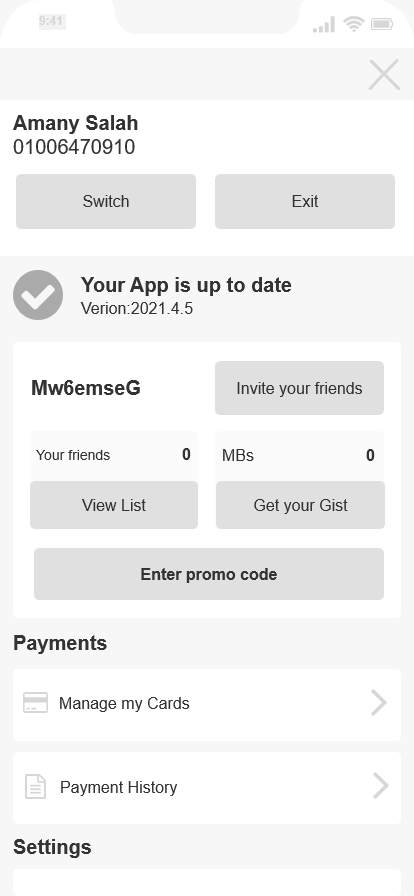 9:41
Amany Salah
01006470910
Switch
Exit
Your App is up to date
Verion:2021.4.5
Mw6emseG
Invite your friends
Your friends 0
MBs 0
View List
Get your Gist
Enter promo code
Payments
Manage my Cards
Payment History
Settings